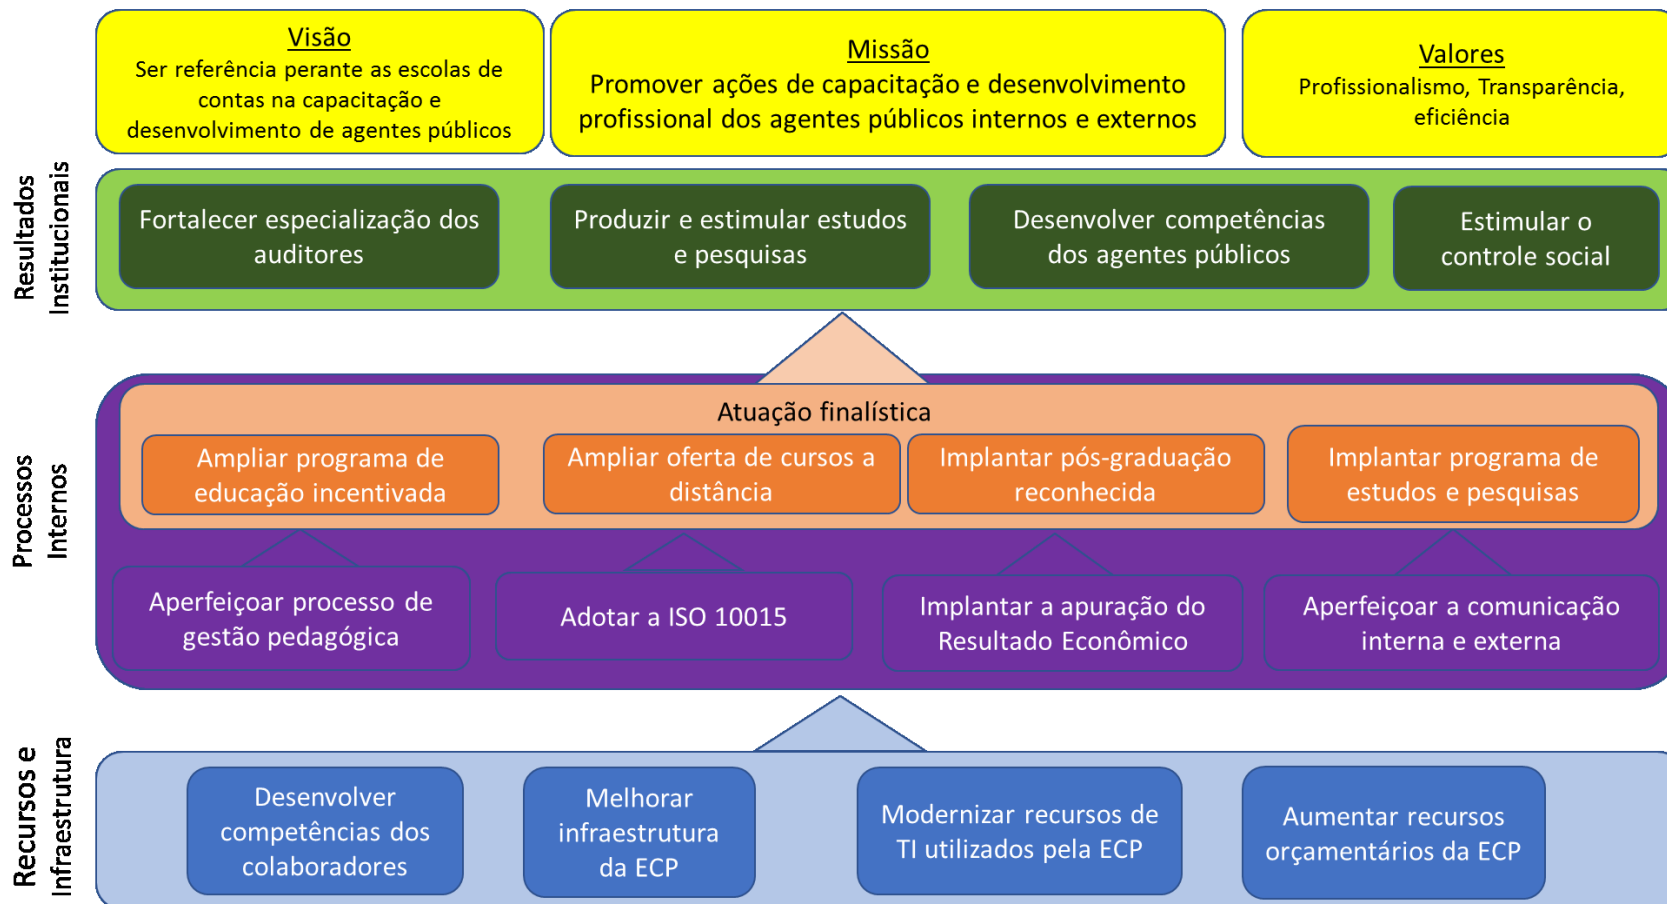 Visão
Ser referência perante as escolas de
contas na capacitação e
desenvolvimento de agentes públicos
Missão
Promover ações de capacitação e desenvolvimento
profissional dos agentes públicos internos e externos
Valores
Profissionalismo, Transparência,
eficiência
Resultados
Institucionais
Fortalecer especialização dos
auditores
Produzir e estimular estudos
e pesquisas
Desenvolver competências
dos agentes públicos
Estimular o
controle social
Processos
Internos
Atuação finalística
Ampliar programa de
educação incentivada
Ampliar oferta de cursos a
distância
Implantar pós-graduação
reconhecida
Implantar programa de
estudos e pesquisas
Aperfeiçoar processo de
gestão pedagógica
Adotar a ISO 10015
Implantar a apuração do
Resultado Econômico
Aperfeiçoar a comunicação
interna e externa
Recursos e
Infraestrutura
Desenvolver
competências dos
colaboradores
Melhorar
infraestrutura
da ECP
Modernizar recursos de
TI utilizados pela ECP
Aumentar recursos
orçamentários da ECP